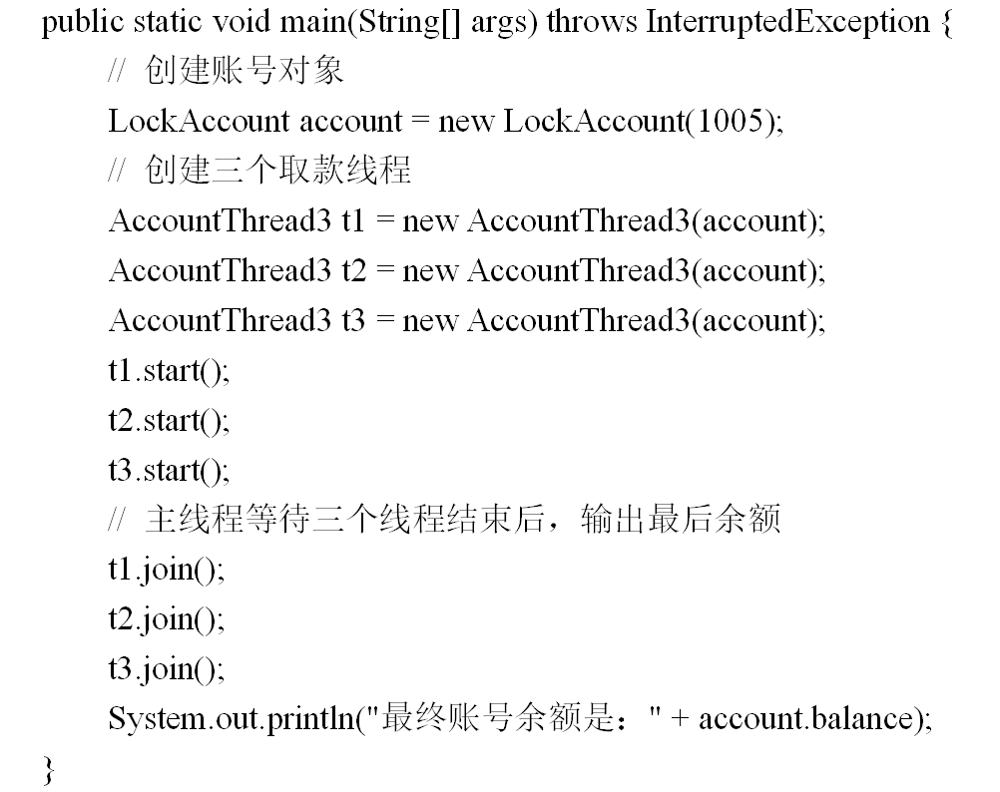 public static void main(String[] args) throws InterruptedException {
// 创建账号对象
LockAccount account = new LockAccount(1005);
// 创建三个取款线程
AccountThread3 t1 = new AccountThread3(account);
AccountThread3 t2 = new AccountThread3(account);
AccountThread3 t3 = new AccountThread3(account);
t1.start();
t2.start();
t3.start();
// 主线程等待三个线程结束后，输出最后余额
t1.join();
t2.join();
t3.join();
System.out.println("最终账号余额是：" + account.balance);
}